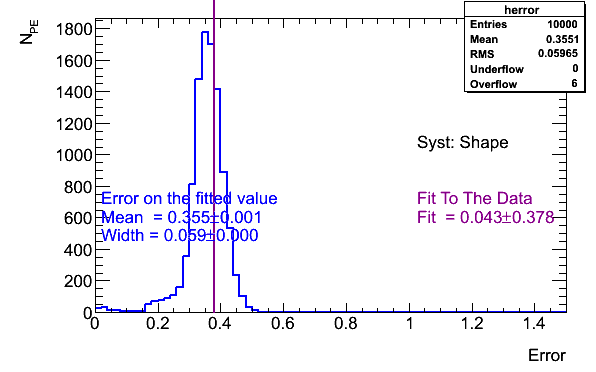 herror
Entries 10000
Mean 0.3551
RMS 0.05965
Underflow 0
Overflow 6
N_PE
1800
1600
1400
1200
1000
800
600
400
200
0
Syst: Shape
Error on the fitted value
Mean = 0.355±0.001
Width = 0.059±0.000
Fit To The Data
Fit = 0.043±0.378
0 0.2 0.4 0.6 0.8 1 1.2 1.4
Error